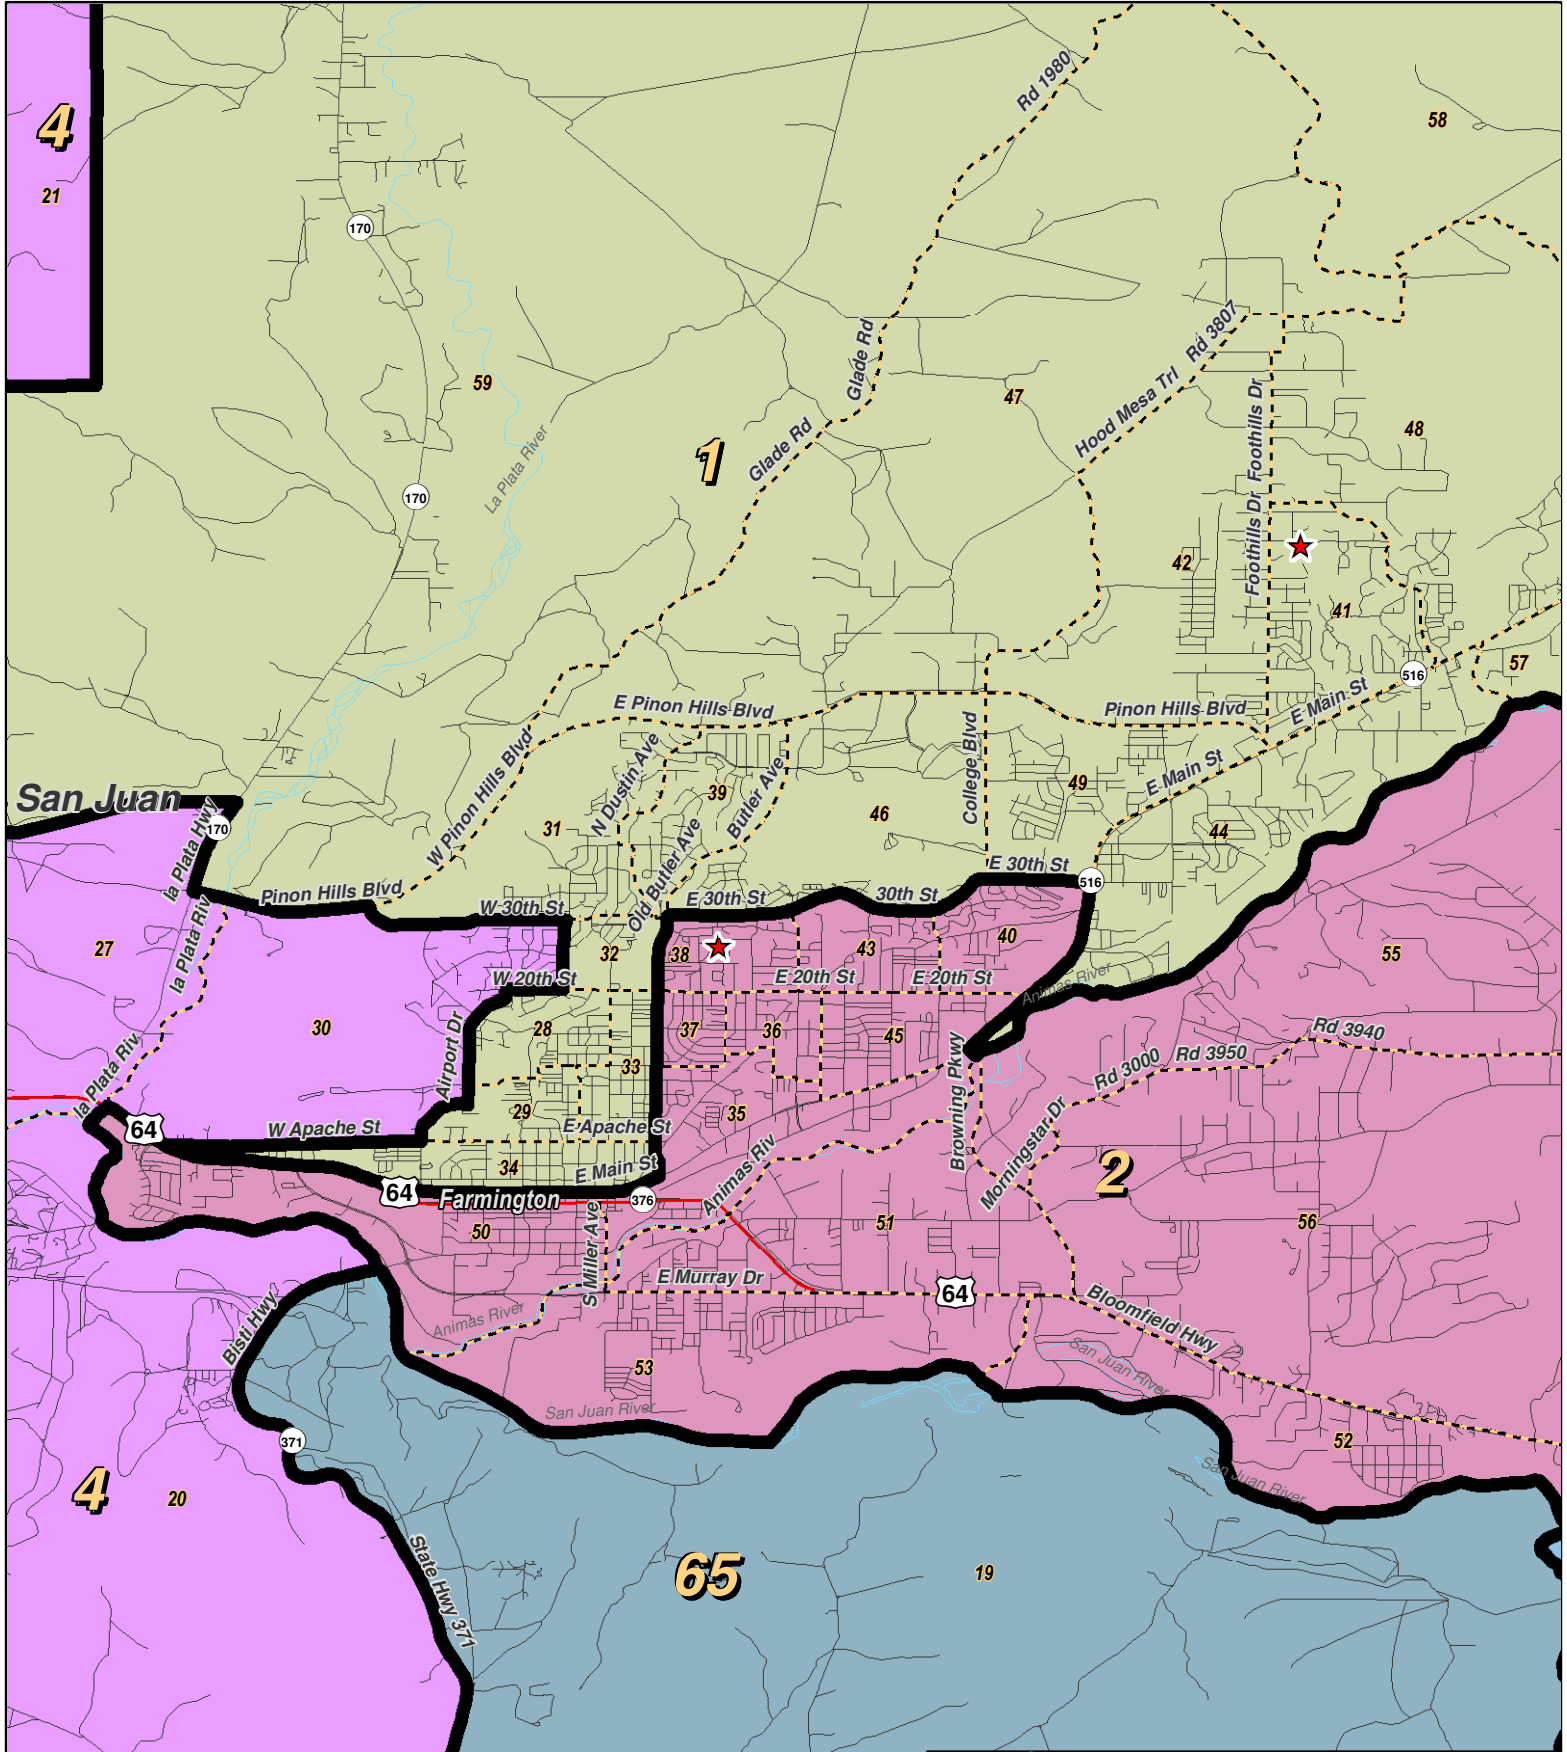 Rd 1980
58
4
21
170
Rd 3807
Glade Rd
59
47
Hood Mesa Trl
Foothills Dr
48
1
Glade Rd
La Plata River
170
Foothills Dr
42
41
57
516
E Main St
E Pinon Hills Blvd
Pinon Hills Blvd
W Pinon Hills Blvd
N Dustin Ave
College Blvd
E Main St
49
39
Butler Ave
San Juan
la Plata Hwy
170
31
46
44
Old Butler Ave
E 30th St
516
Pinon Hills Blvd
W 30th St
E 30th St
30th St
27
la Plata Riv
32
38
43
40
55
W 20th St
E 20th St
E 20th St
Animas River
30
28
37
36
45
Airport Dr
Browning Pkwy
Rd 3940
Rd 3950
Rd 3000
la Plata Riv
33
29
35
64
W Apache St
E Apache St
Morningstar Dr
34
E Main St
Animas Riv
2
64
Farmington
376
50
S Miller Ave
51
56
E Murray Dr
64
Bloomfield Hwy
Bisti Hwy
Animas River
San Juan River
53
San Juan River
371
52
San Juan River
4
20
State Hwy 371
65
19